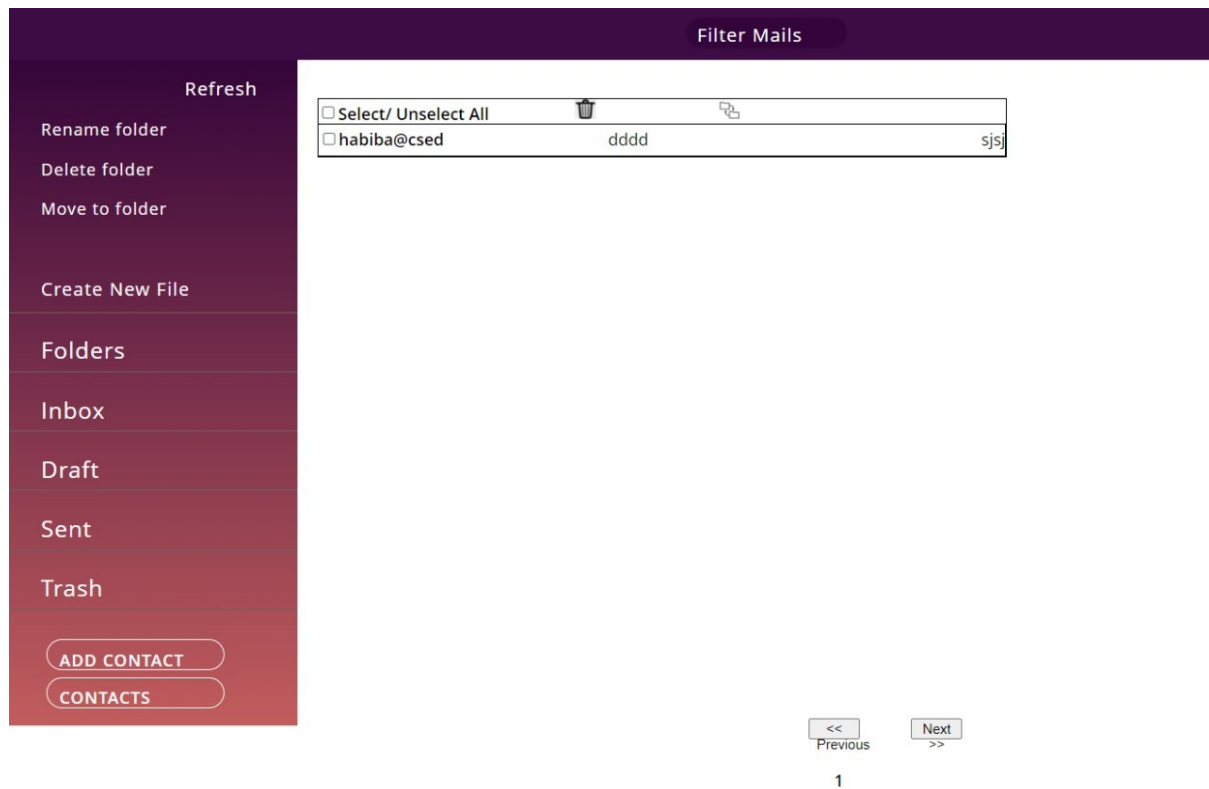 Filter Mails
Refresh
Rename folder
Delete folder
Move to folder
Create New File
Folders
Inbox
Draft
Sent
Trash
ADD CONTACT
CONTACTS
Select/ Unselect All
habiba@csed dddd sjsj
<< Next
Previous >>
1